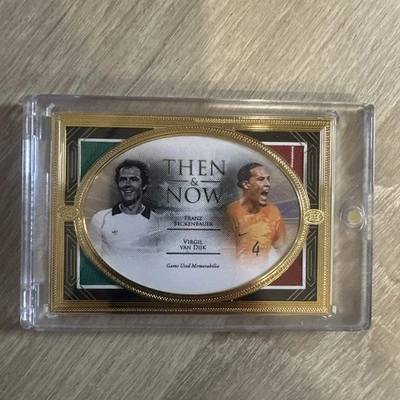 THEN
&
NOW
FRANZ
BECKENBAUER
VIRGIL
VAN DIJK
4
Game Used Memorabilia